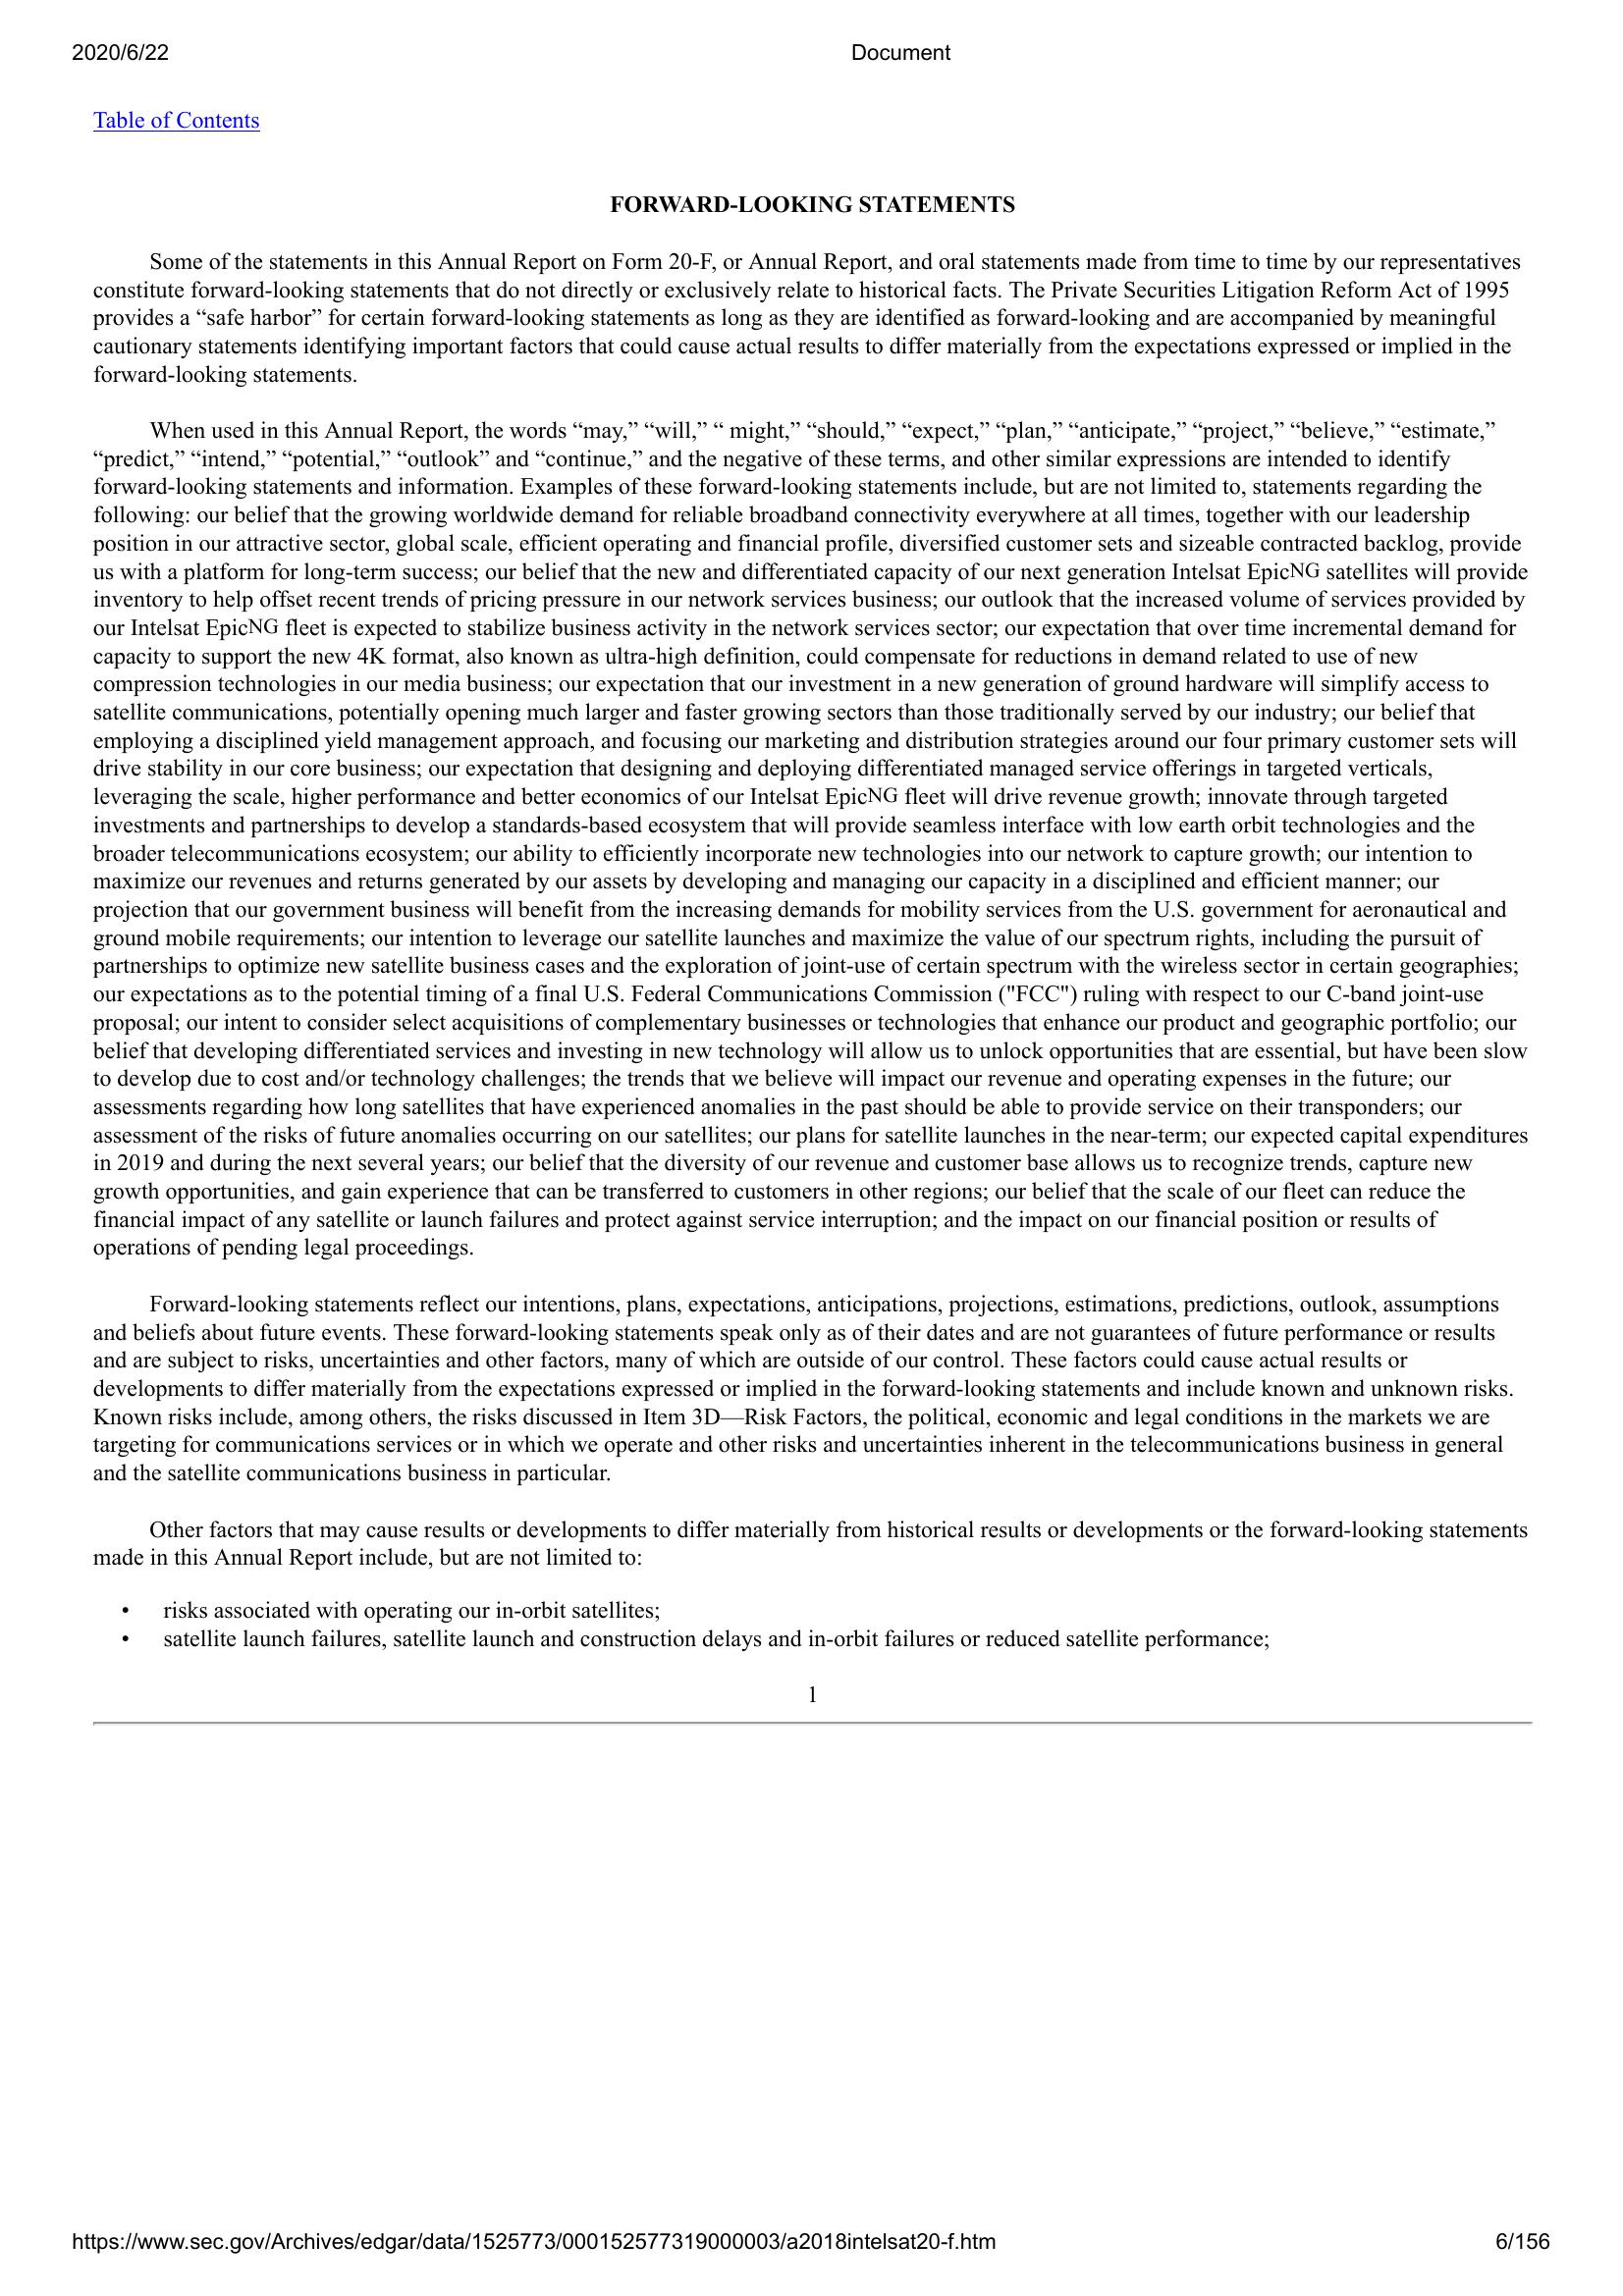 2020/6/22 Document
Table of Contents
FORWARD-LOOKING STATEMENTS
Some of the statements in this Annual Report on Form 20-F, or Annual Report, and oral statements made from time to time by our representatives
constitute forward-looking statements that do not directly or exclusively relate to historical facts. The Private Securities Litigation Reform Act of 1995
provides a “safe harbor” for certain forward-looking statements as long as they are identified as forward-looking and are accompanied by meaningful
cautionary statements identifying important factors that could cause actual results to differ materially from the expectations expressed or implied in the
forward-looking statements.
When used in this Annual Report, the words “may,” “will,” “ might,” “should,” “expect,” “plan,” “anticipate,” “project,” “believe,” “estimate,”
“predict,” “intend,” “potential,” “outlook” and “continue,” and the negative of these terms, and other similar expressions are intended to identify
forward-looking statements and information. Examples of these forward-looking statements include, but are not limited to, statements regarding the
following: our belief that the growing worldwide demand for reliable broadband connectivity everywhere at all times, together with our leadership
position in our attractive sector, global scale, efficient operating and financial profile, diversified customer sets and sizeable contracted backlog, provide
us with a platform for long-term success; our belief that the new and differentiated capacity of our next generation Intelsat EpicNG satellites will provide
inventory to help offset recent trends of pricing pressure in our network services business; our outlook that the increased volume of services provided by
our Intelsat EpicNG fleet is expected to stabilize business activity in the network services sector; our expectation that over time incremental demand for
capacity to support the new 4K format, also known as ultra-high definition, could compensate for reductions in demand related to use of new
compression technologies in our media business; our expectation that our investment in a new generation of ground hardware will simplify access to
satellite communications, potentially opening much larger and faster growing sectors than those traditionally served by our industry; our belief that
employing a disciplined yield management approach, and focusing our marketing and distribution strategies around our four primary customer sets will
drive stability in our core business; our expectation that designing and deploying differentiated managed service offerings in targeted verticals,
leveraging the scale, higher performance and better economics of our Intelsat EpicNG fleet will drive revenue growth; innovate through targeted
investments and partnerships to develop a standards-based ecosystem that will provide seamless interface with low earth orbit technologies and the
broader telecommunications ecosystem; our ability to efficiently incorporate new technologies into our network to capture growth; our intention to
maximize our revenues and returns generated by our assets by developing and managing our capacity in a disciplined and efficient manner; our
projection that our government business will benefit from the increasing demands for mobility services from the U.S. government for aeronautical and
ground mobile requirements; our intention to leverage our satellite launches and maximize the value of our spectrum rights, including the pursuit of
partnerships to optimize new satellite business cases and the exploration of joint-use of certain spectrum with the wireless sector in certain geographies;
our expectations as to the potential timing of a final U.S. Federal Communications Commission ("FCC") ruling with respect to our C-band joint-use
proposal; our intent to consider select acquisitions of complementary businesses or technologies that enhance our product and geographic portfolio; our
belief that developing differentiated services and investing in new technology will allow us to unlock opportunities that are essential, but have been slow
to develop due to cost and/or technology challenges; the trends that we believe will impact our revenue and operating expenses in the future; our
assessments regarding how long satellites that have experienced anomalies in the past should be able to provide service on their transponders; our
assessment of the risks of future anomalies occurring on our satellites; our plans for satellite launches in the near-term; our expected capital expenditures
in 2019 and during the next several years; our belief that the diversity of our revenue and customer base allows us to recognize trends, capture new
growth opportunities, and gain experience that can be transferred to customers in other regions; our belief that the scale of our fleet can reduce the
financial impact of any satellite or launch failures and protect against service interruption; and the impact on our financial position or results of
operations of pending legal proceedings.
Forward-looking statements reflect our intentions, plans, expectations, anticipations, projections, estimations, predictions, outlook, assumptions
and beliefs about future events. These forward-looking statements speak only as of their dates and are not guarantees of future performance or results
and are subject to risks, uncertainties and other factors, many of which are outside of our control. These factors could cause actual results or
developments to differ materially from the expectations expressed or implied in the forward-looking statements and include known and unknown risks.
Known risks include, among others, the risks discussed in Item 3D—Risk Factors, the political, economic and legal conditions in the markets we are
targeting for communications services or in which we operate and other risks and uncertainties inherent in the telecommunications business in general
and the satellite communications business in particular.
Other factors that may cause results or developments to differ materially from historical results or developments or the forward-looking statements
made in this Annual Report include, but are not limited to:
• risks associated with operating our in-orbit satellites;
• satellite launch failures, satellite launch and construction delays and in-orbit failures or reduced satellite performance;
1
https://www.sec.gov/Archives/edgar/data/1525773/000152577319000003/a2018intelsat20-f.htm 6/156